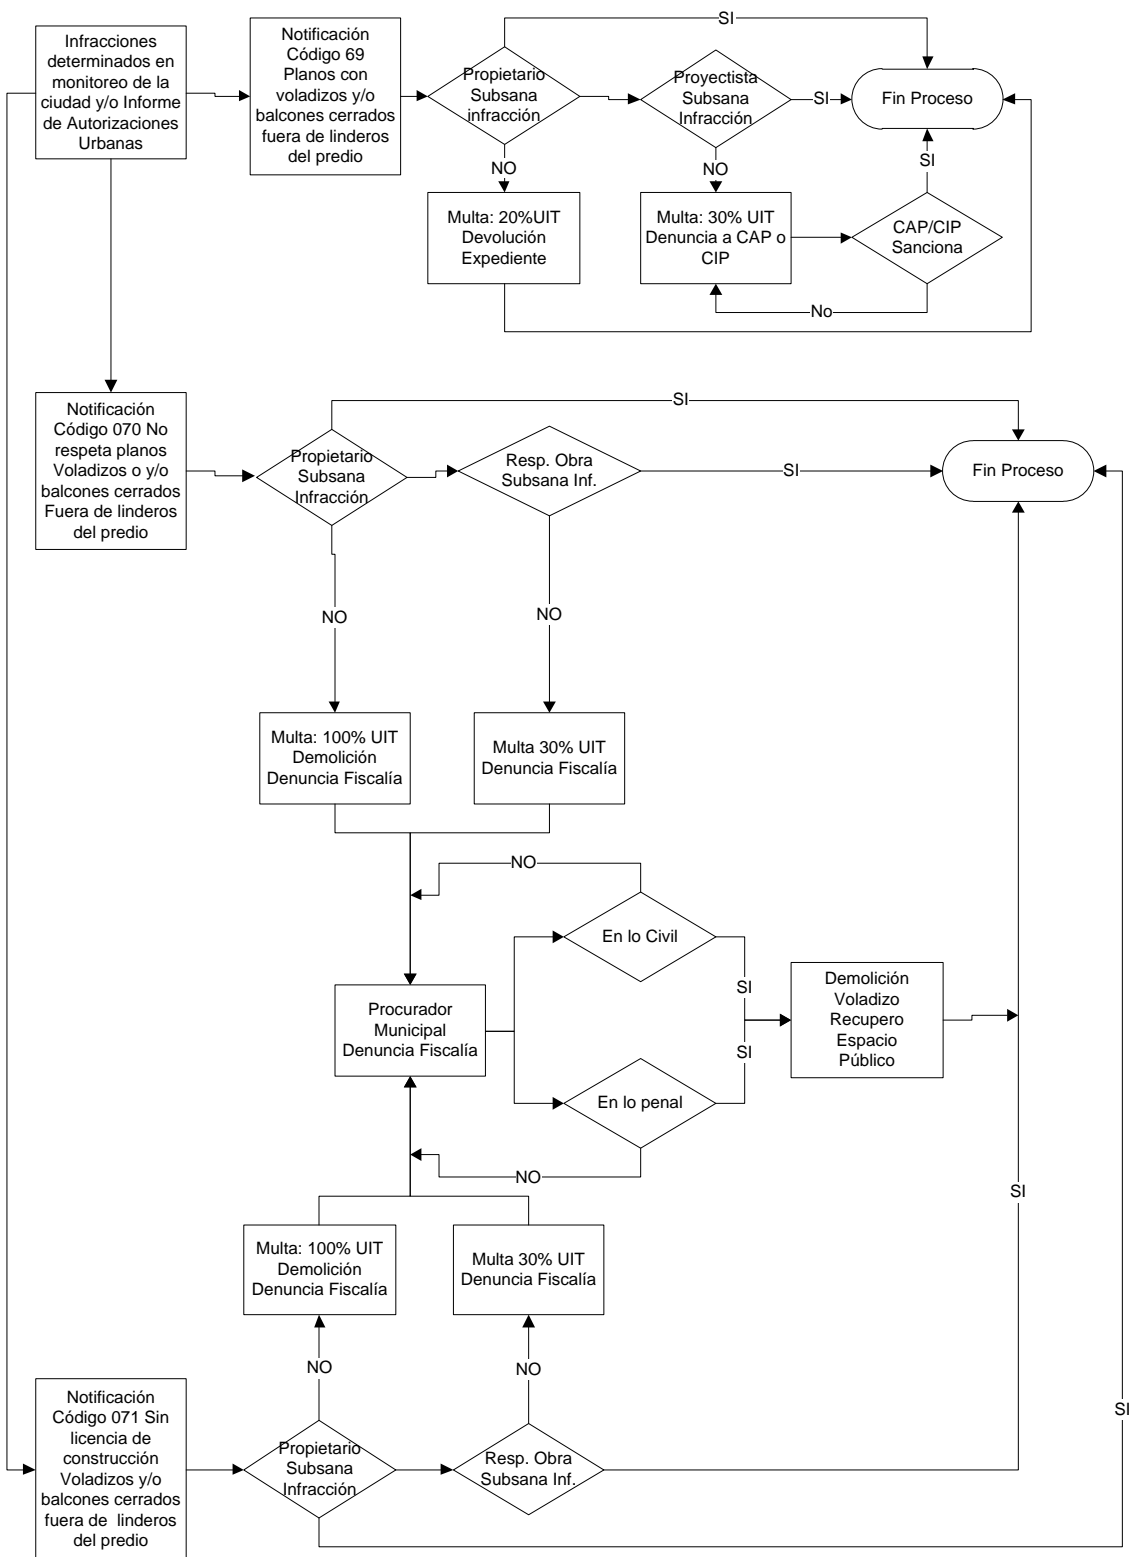 Infracciones
determinados en
monitoreo de la
ciudad y/o Informe
de Autorizaciones
Urbanas
Notificación
Código 69
Planos con
voladizos y/o
balcones cerrados
fuera de linderos
del predio
Propietario
Subsana
infracción
Proyectista
Subsana
Infracción
SI
SI
Fin Proceso
NO
NO
SI
Multa: 20%UIT
Devolución
Expediente
Multa: 30% UIT
Denuncia a CAP o
CIP
CAP/CIP
Sanciona
No
Notificación
Código 070 No
respeta planos
Voladizos o y/o
balcones cerrados
Fuera de linderos
del predio
Propietario
Subsana
Infracción
Resp. Obra
Subsana Inf.
SI
SI
Fin Proceso
NO
NO
Multa: 100% UIT
Demolición
Denuncia Fiscalía
Multa 30% UIT
Denuncia Fiscalía
NO
En lo Civil
SI
Procurador
Municipal
Denuncia Fiscalía
Demolición
Voladizo
Recupero
Espacio
Público
SI
En lo penal
NO
SI
Multa: 100% UIT
Demolición
Denuncia Fiscalía
Multa 30% UIT
Denuncia Fiscalía
NO
NO
SI
Notificación
Código 071 Sin
licencia de
construcción
Voladizos y/o
balcones cerrados
fuera de linderos
del predio
Propietario
Subsana
Infracción
Resp. Obra
Subsana Inf.